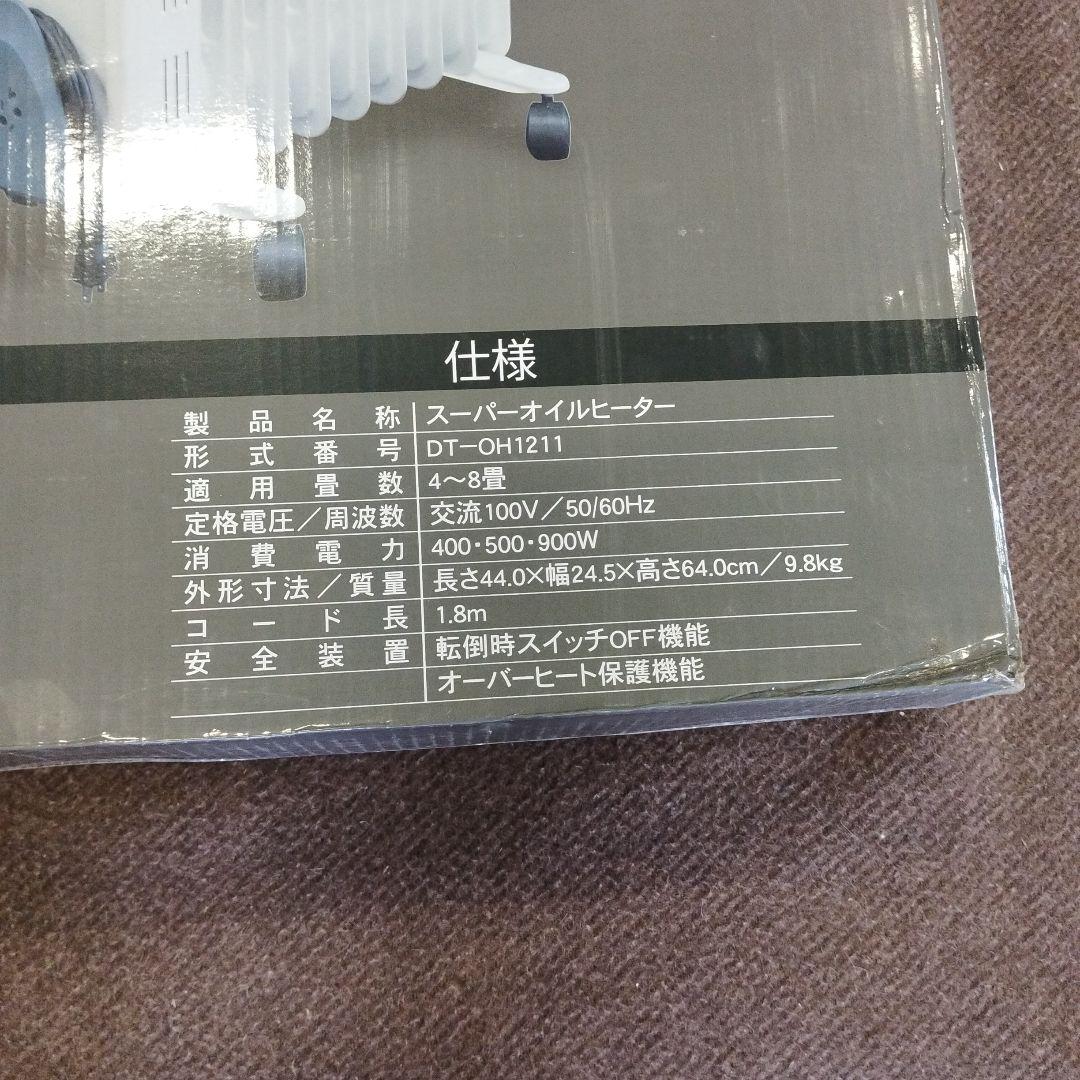 仕様
製品名称 スーパーオイルヒーター
形式番号 DT-OH1211
適用畳数 4～8畳
定格電圧／周波数 交流100V／50/60Hz
消費電力 400・500・900W
外形寸法／質量 長さ44.0×幅24.5×高さ64.0cm／9.8kg
コード長 1.8m
安全装置 転倒時スイッチOFF機能
オーバーヒート保護機能